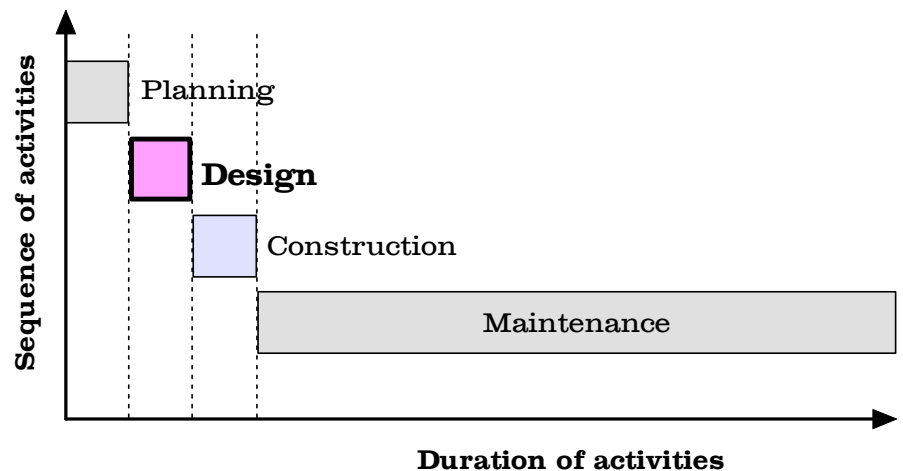 Sequence of activities
Planning
Design
Construction
Maintenance
Duration of activities